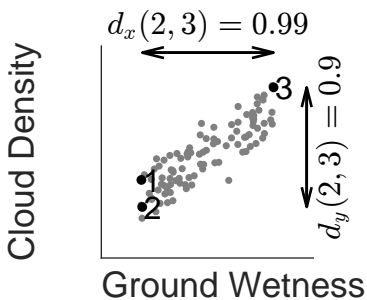 d_x(2, 3) = 0.99
Cloud Density
3
1
2
d_y(2, 3) = 0.9
Ground Wetness